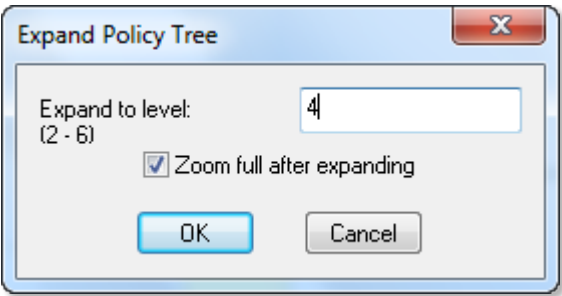 Expand Policy Tree
X
Expand to level:
4
(2 - 6)
Zoom full after expanding
OK
Cancel